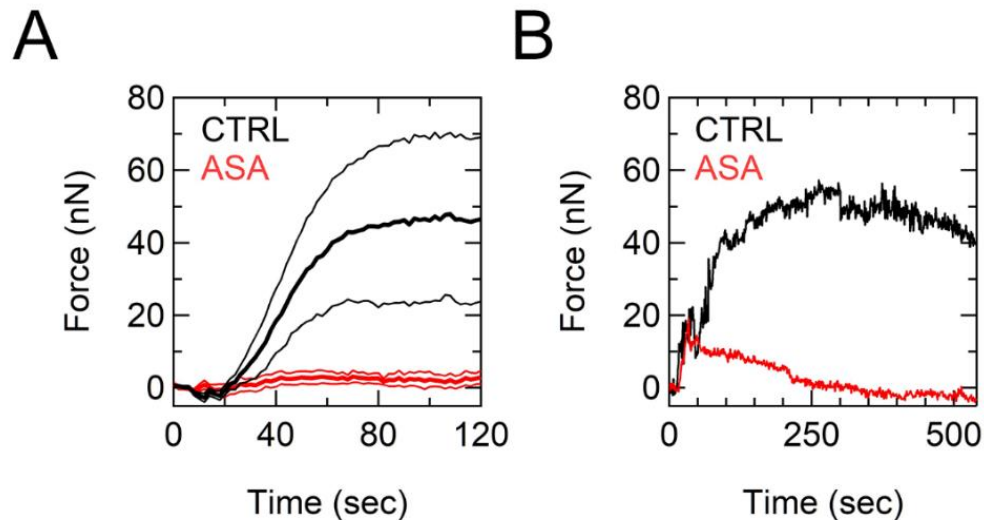 A
80
60
40
20
0
Force (nN)
CTRL
ASA
0 40 80 120
Time (sec)
B
80
60
40
20
0
Force (nN)
CTRL
ASA
0 250 500
Time (sec)